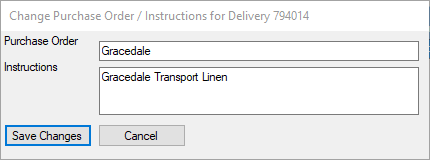 Change Purchase Order / Instructions for Delivery 794014
Purchase Order
Gracedale
Instructions
Gracedale Transport Linen
Save Changes
Cancel